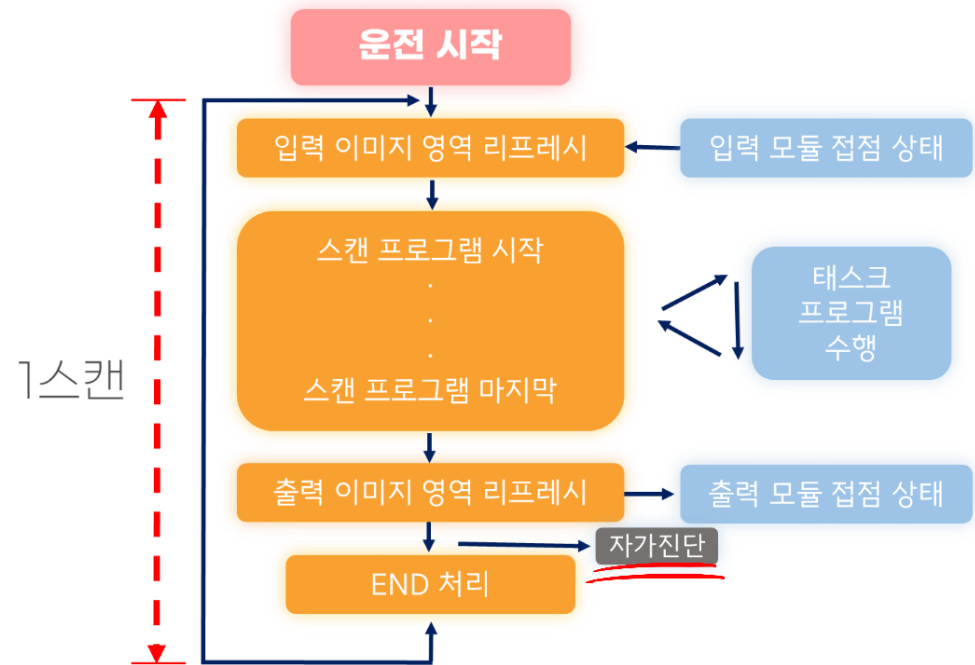 운전 시작
입력 이미지 영역 리프레시
입력 모듈 접점 상태
스캔 프로그램 시작
.
.
.
스캔 프로그램 마지막
태스크
프로그램
수행
1스캔
출력 이미지 영역 리프레시
출력 모듈 접점 상태
자가진단
END 처리